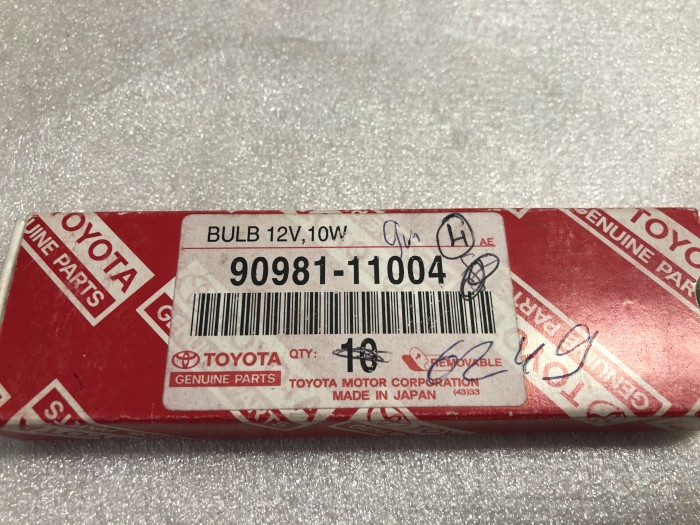 BULB 12V,10W
H
AE
90981-11004
TOYOTA
GENUINE PARTS
QTY: 10
REMOVABLE
TOYOTA MOTOR CORPORATION
MADE IN JAPAN
(43)33
TOYOTA
GENUINE PARTS
TOYOTA
GENUINE PARTS
TOYOTA